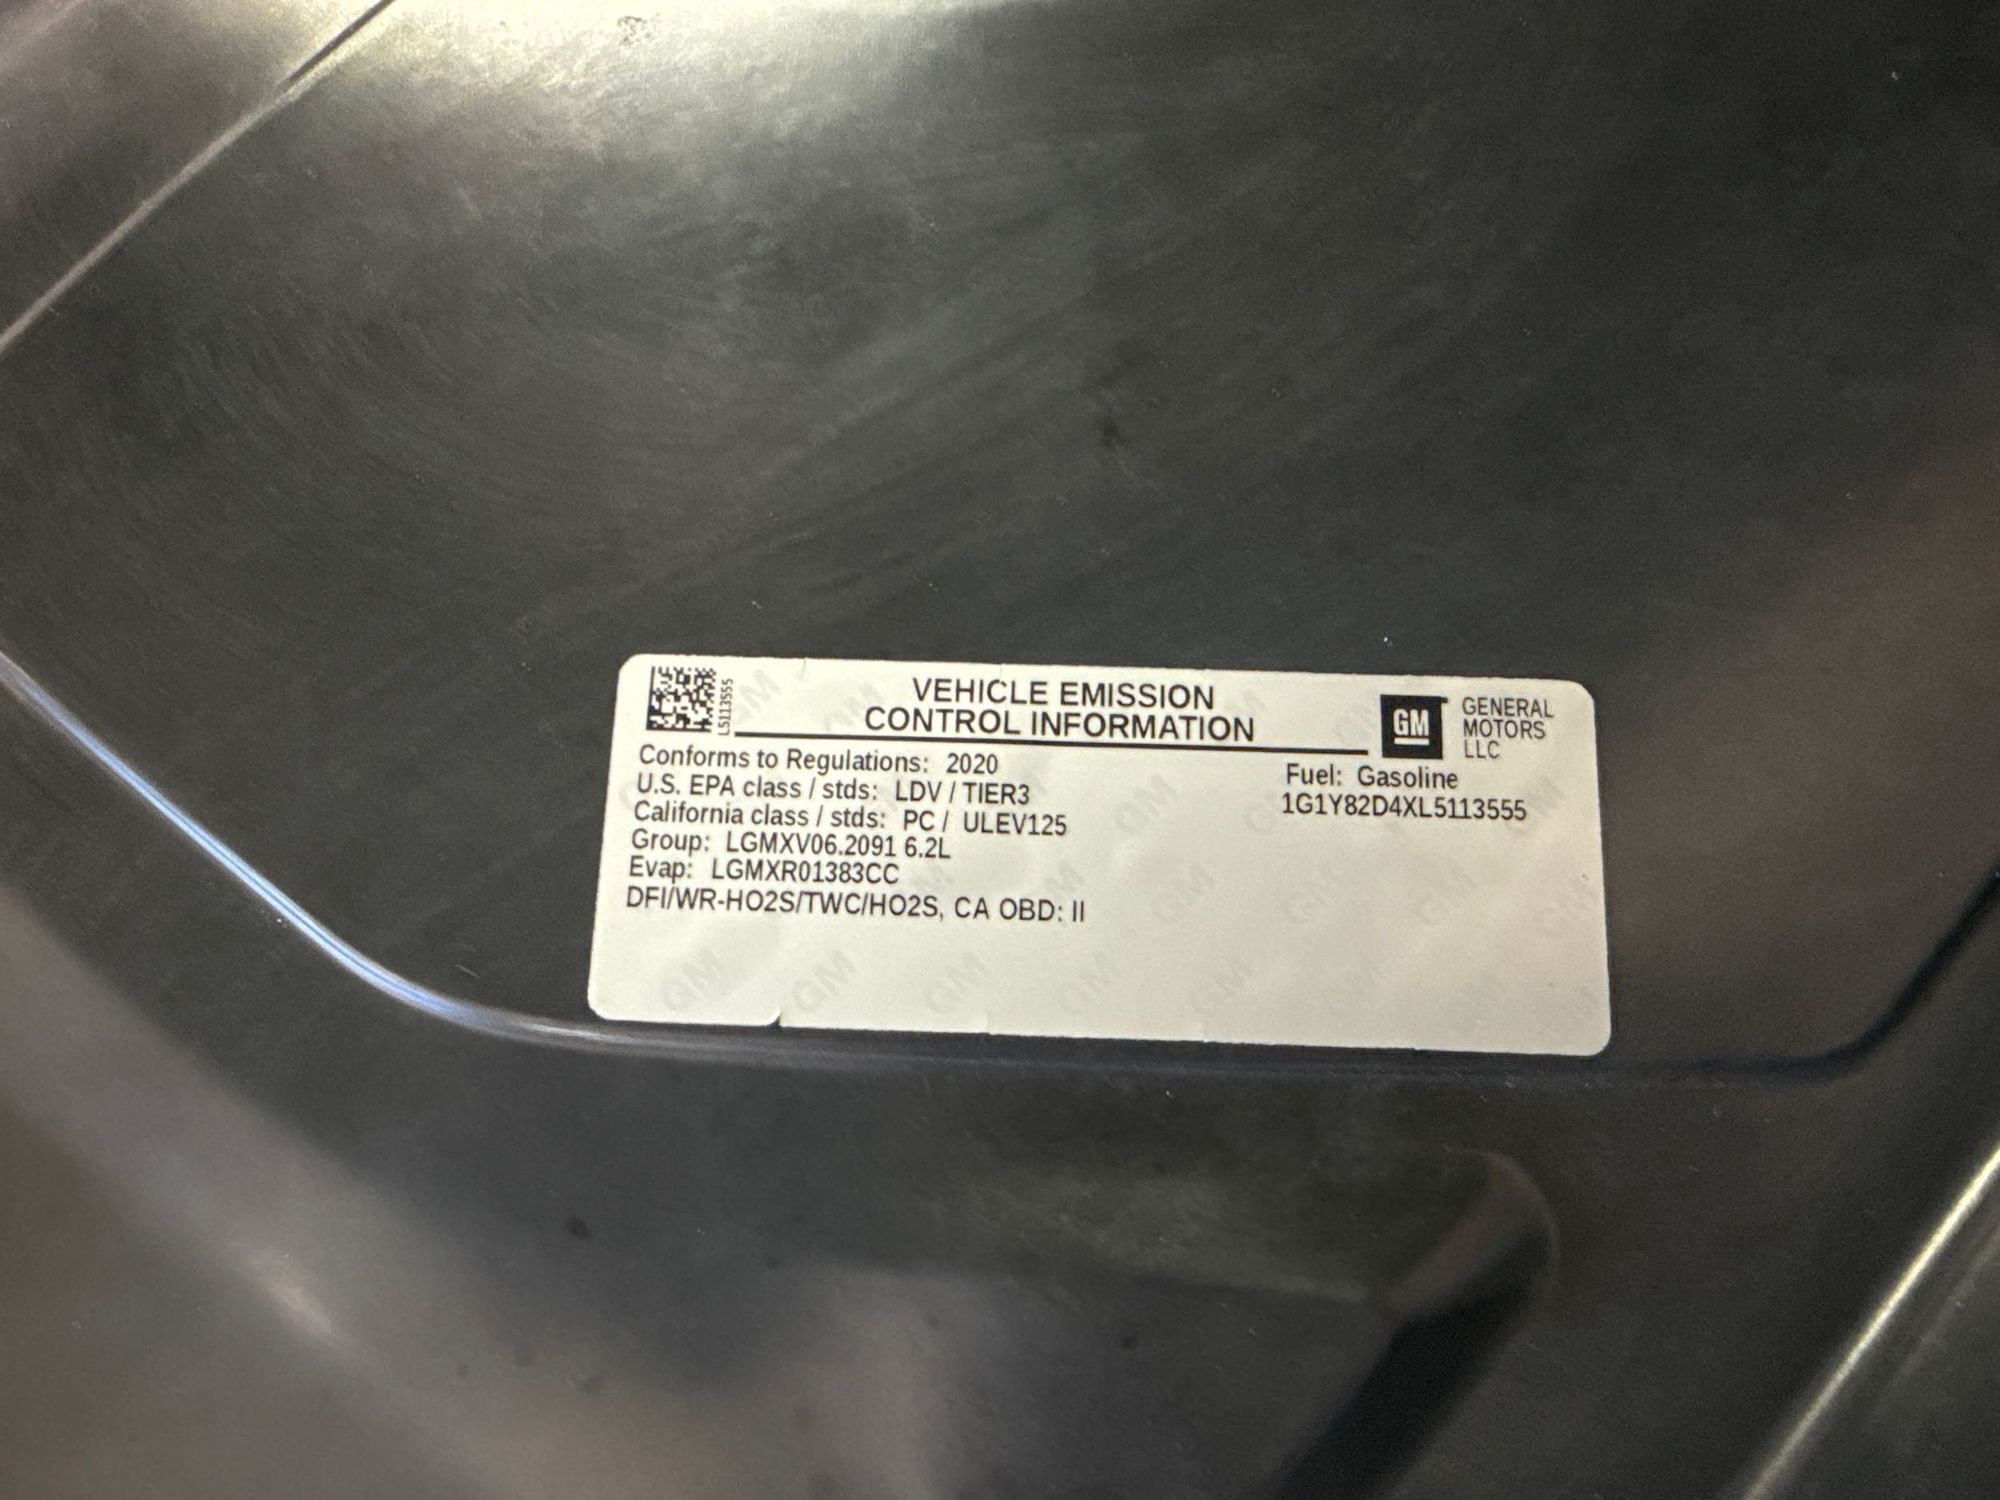 L5113555
VEHICLE EMISSION
CONTROL INFORMATION
GM
GENERAL
MOTORS
LLC
Conforms to Regulations: 2020
U.S. EPA class / stds: LDV / TIER3
California class / stds: PC / ULEV125
Group: LGMXV06.2091 6.2L
Evap: LGMXR01383CC
DFI/WR-HO2S/TWC/HO2S, CA OBD: II
Fuel: Gasoline
1G1Y82D4XL5113555